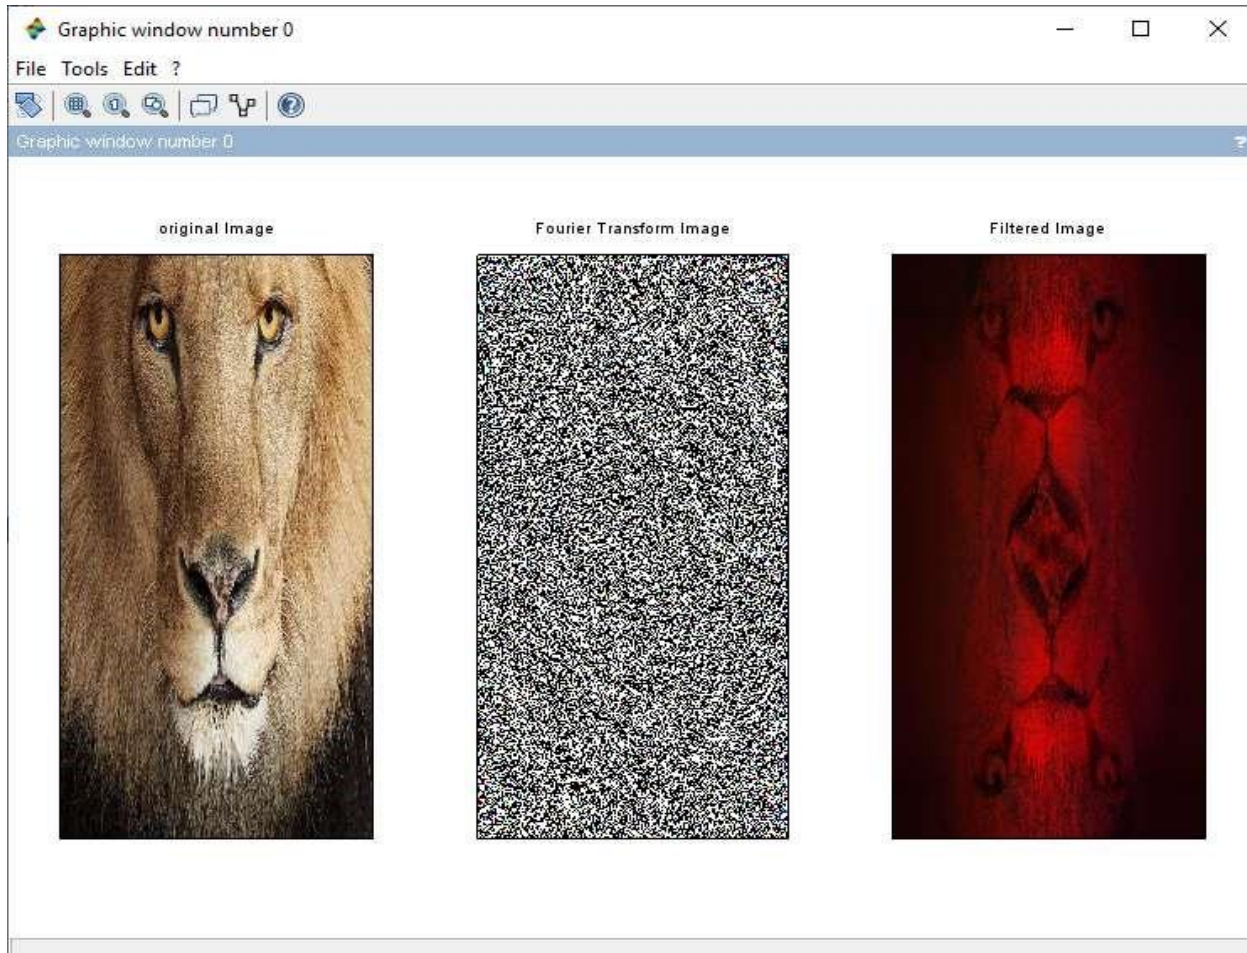 Graphic window number 0
File Tools Edit ?
Graphic window number 0 ?
original Image
Fourier Transform Image
Filtered Image